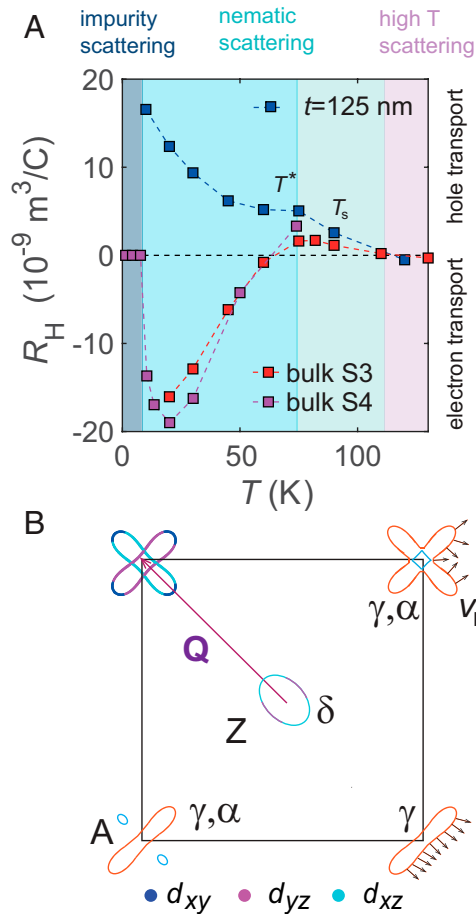 A
impurity scattering
nematic scattering
high T scattering
20
10
0
-10
-20
R_H (10^-9 m^3/C)
t=125 nm
T*
T_s
bulk S3
bulk S4
hole transport
electron transport
0 50 100
T (K)
B
γ,α
Q
Z
δ
A
γ,α
γ
d_xy d_yz d_xz